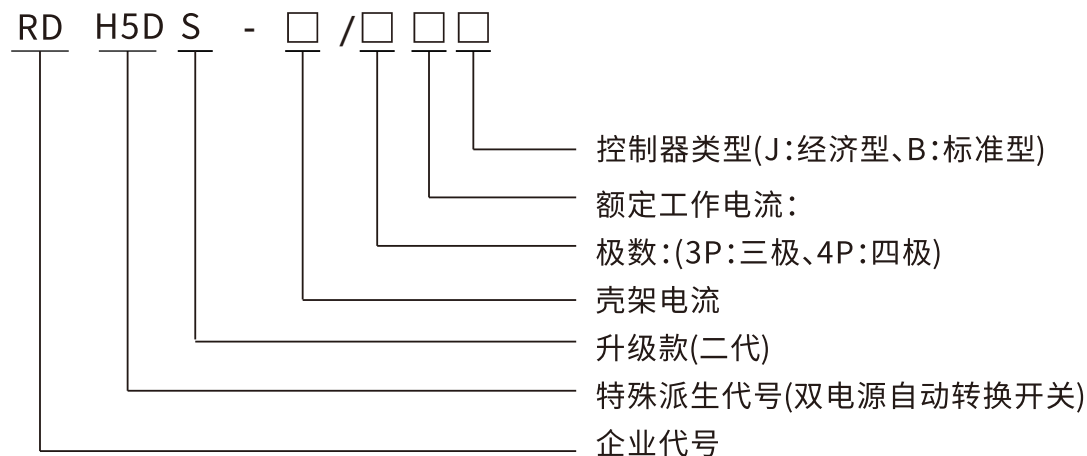 RD H5D S - □ /□ □ □
控制器类型(J:经济型、B:标准型)
额定工作电流:
极数:(3P:三极、4P:四极)
壳架电流
升级款(二代)
特殊派生代号(双电源自动转换开关)
企业代号